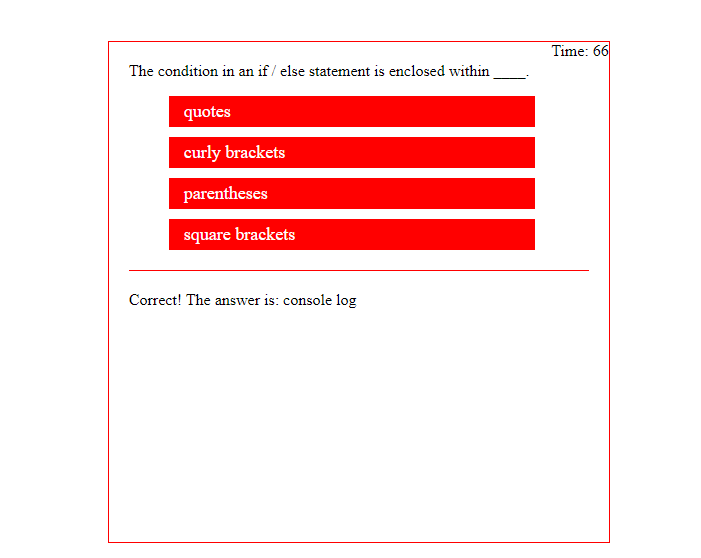 Time: 66
The condition in an if / else statement is enclosed within ____.
quotes
curly brackets
parentheses
square brackets
Correct! The answer is: console log